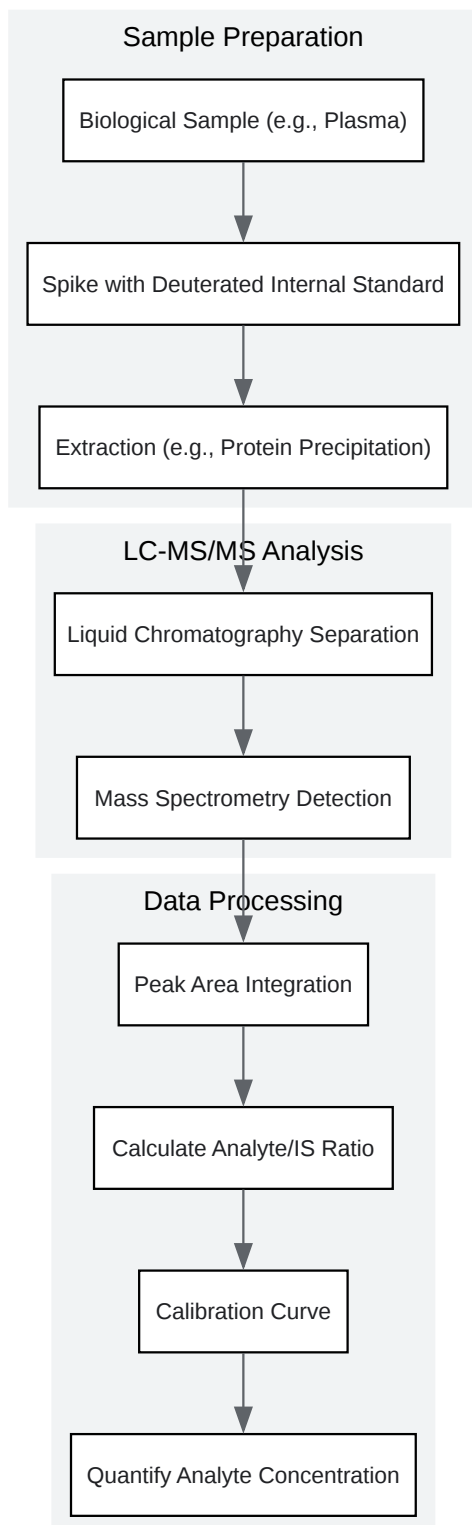 Sample Preparation
Biological Sample (e.g., Plasma)
Spike with Deuterated Internal Standard
Extraction (e.g., Protein Precipitation)
LC-MS/MS Analysis
Liquid Chromatography Separation
Mass Spectrometry Detection
Data Processing
Peak Area Integration
Calculate Analyte/IS Ratio
Calibration Curve
Quantify Analyte Concentration